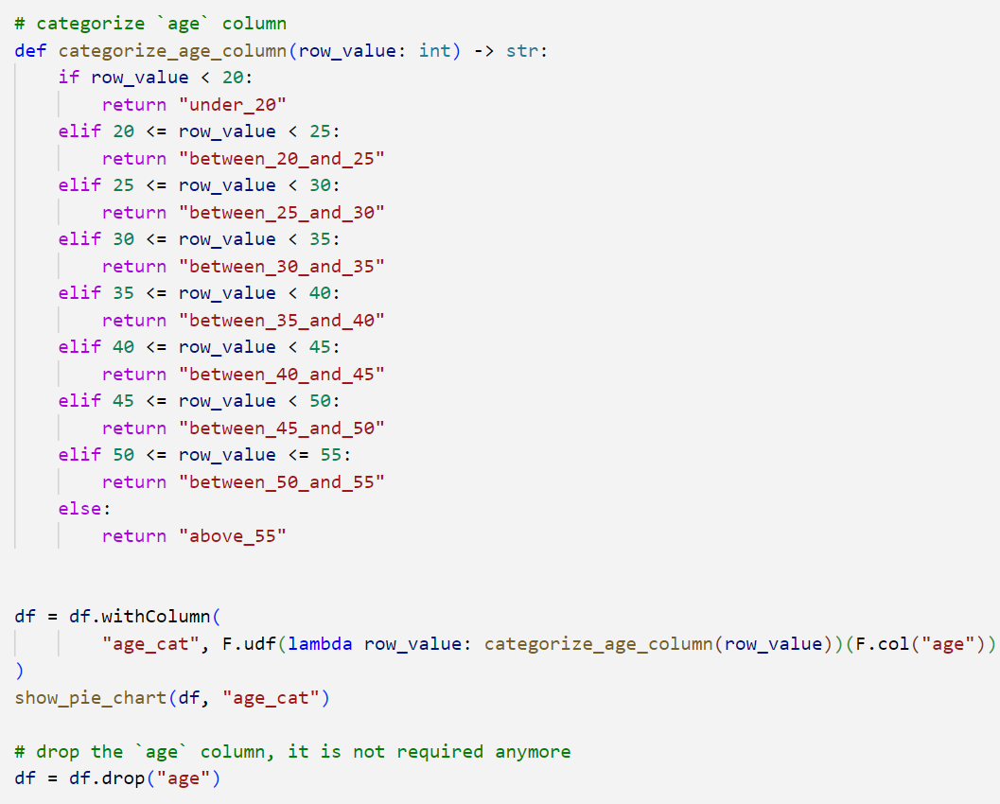 # categorize `age` column
def categorize_age_column(row_value: int) -> str:
    if row_value < 20:
        return "under_20"
    elif 20 <= row_value < 25:
        return "between_20_and_25"
    elif 25 <= row_value < 30:
        return "between_25_and_30"
    elif 30 <= row_value < 35:
        return "between_30_and_35"
    elif 35 <= row_value < 40:
        return "between_35_and_40"
    elif 40 <= row_value < 45:
        return "between_40_and_45"
    elif 45 <= row_value < 50:
        return "between_45_and_50"
    elif 50 <= row_value <= 55:
        return "between_50_and_55"
    else:
        return "above_55"


df = df.withColumn(
        "age_cat", F.udf(lambda row_value: categorize_age_column(row_value))(F.col("age"))
)
show_pie_chart(df, "age_cat")

# drop the `age` column, it is not required anymore
df = df.drop("age")